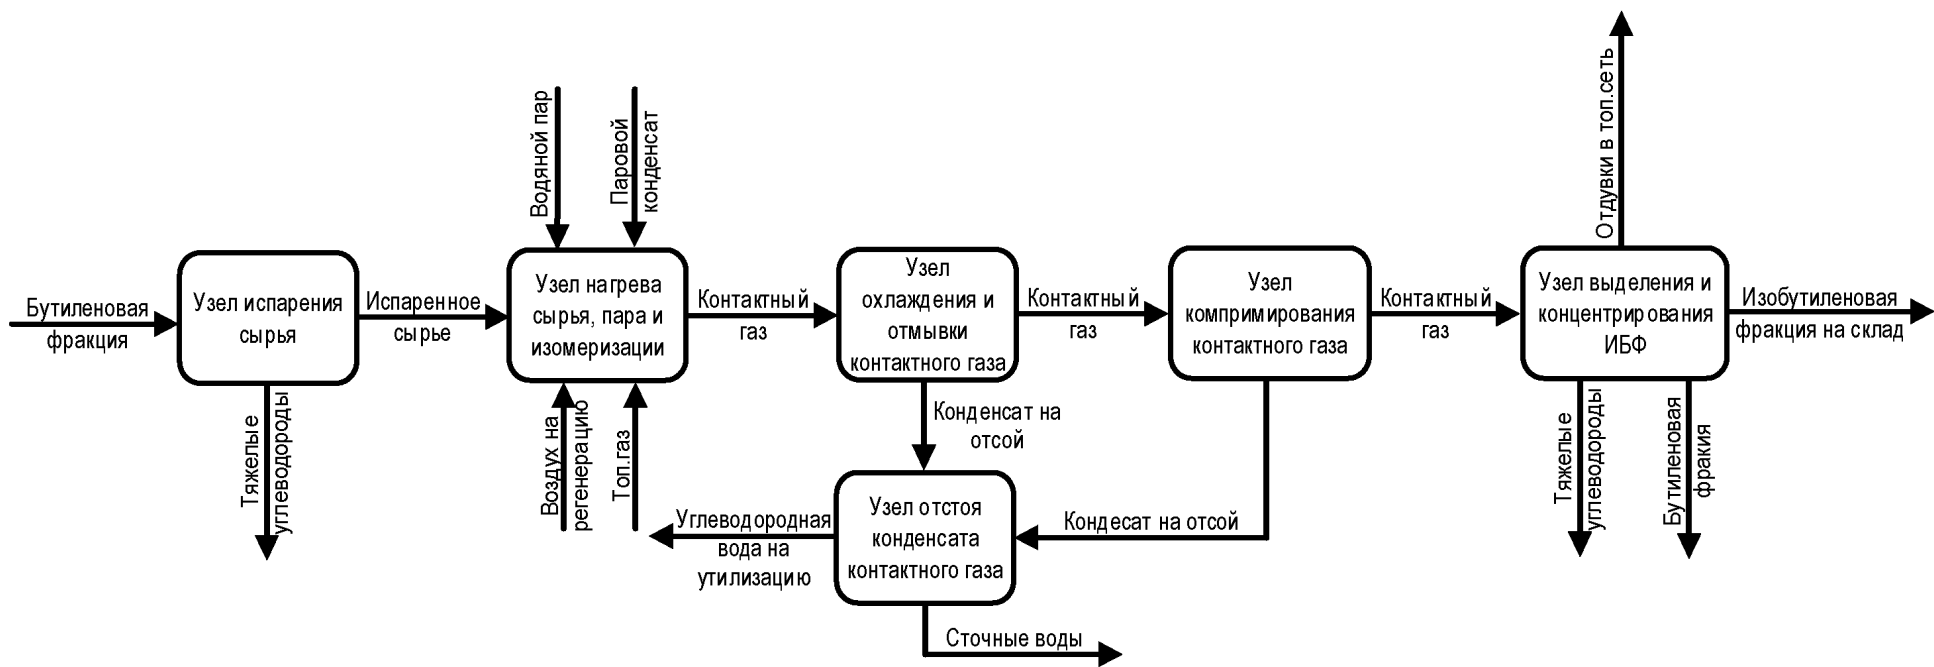 Бутиленовая
фракция
Узел испарения
сырья
Тяжелые
углеводороды
Испаренное
сырье
Водяной пар
Паровой
конденсат
Узел нагрева
сырья, пара и
изомеризации
Воздух на
регенерацию
Топ.газ
Контактный
газ
Узел
охлаждения и
отмывки
контактного газа
Конденсат на
отсой
Контактный
газ
Узел
компримирования
контактного газа
Контактный
газ
Отдувки в топ.сеть
Узел выделения и
концентрирования
ИБФ
Изобутиленовая
фракция на склад
Тяжелые
углеводороды
Бутиленовая
фракия
Углеводородная
вода на
утилизацию
Узел отстоя
конденсата
контактного газа
Кондесат на отсой
Сточные воды